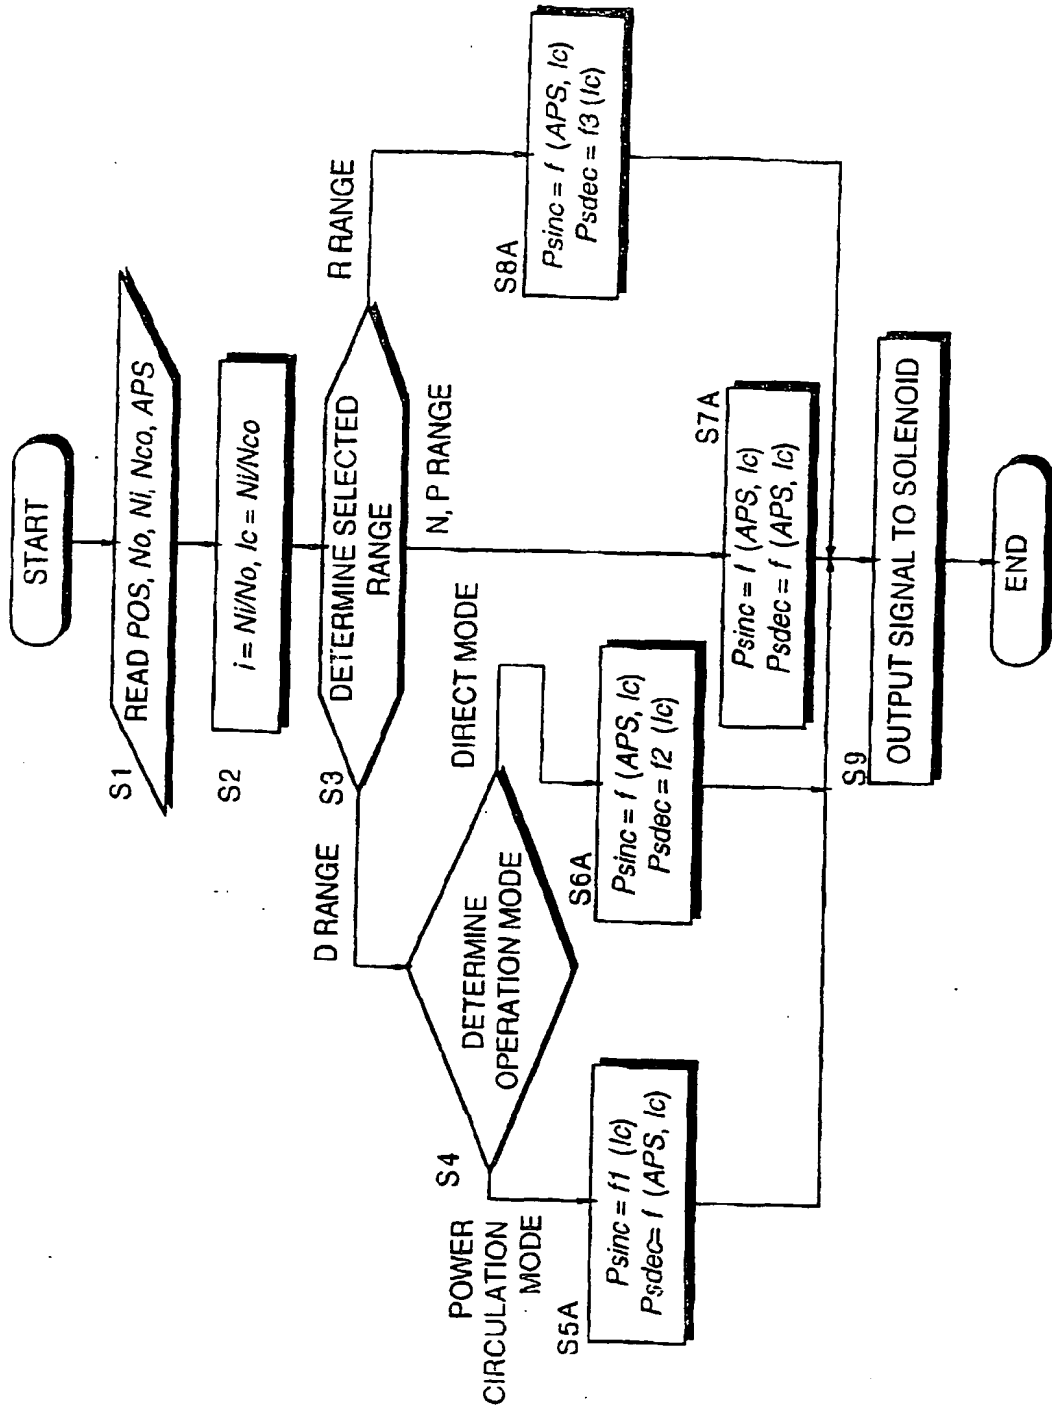 START
S1
READ POS, No, Ni, Nco, APS
S2
i = Ni/No, Ic = Ni/Nco
S3
DETERMINE SELECTED
RANGE
D RANGE
N, P RANGE
R RANGE
S4
DETERMINE
OPERATION MODE
POWER
CIRCULATION
MODE
DIRECT MODE
S5A
Psinc = f1 (Ic)
Psdec= f (APS, Ic)
S6A
Psinc = f (APS, Ic)
Psdec = f2 (Ic)
S7A
Psinc = f (APS, Ic)
Psdec = f (APS, Ic)
S8A
Psinc = f (APS, Ic)
Psdec = f3 (Ic)
S9
OUTPUT SIGNAL TO SOLENOID
END